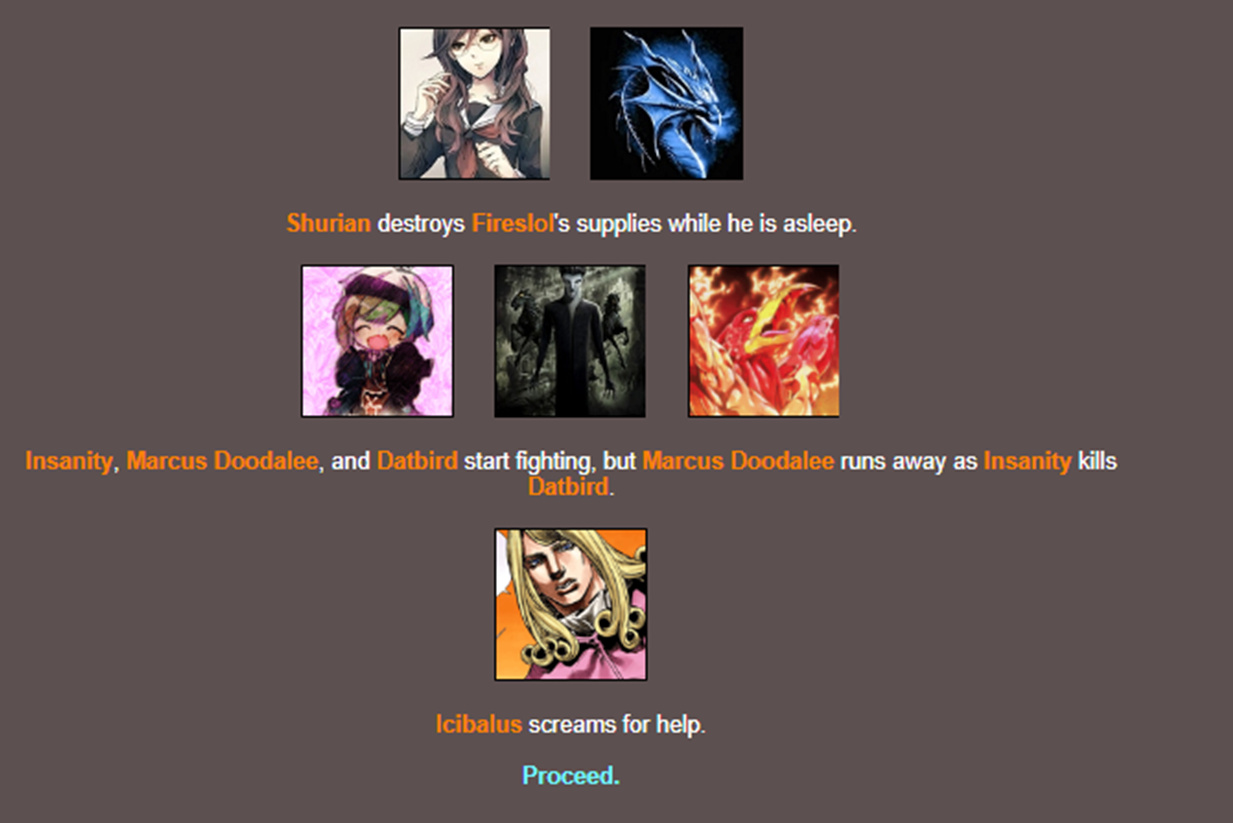 Shurian destroys Fireslol's supplies while he is asleep.
Insanity, Marcus Doodalee, and Datbird start fighting, but Marcus Doodalee runs away as Insanity kills
Datbird.
Icibalus screams for help.
Proceed.